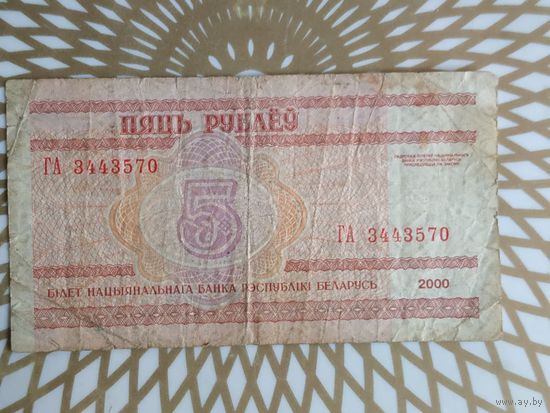 ПЯЦЬ РУБЛЁЎ
ГА 3443570
5
ГА 3443570
БІЛЕТ НАЦЫЯНАЛЬНАГА БАНКА РЭСПУБЛІКІ БЕЛАРУСЬ 2000
www.ay.by